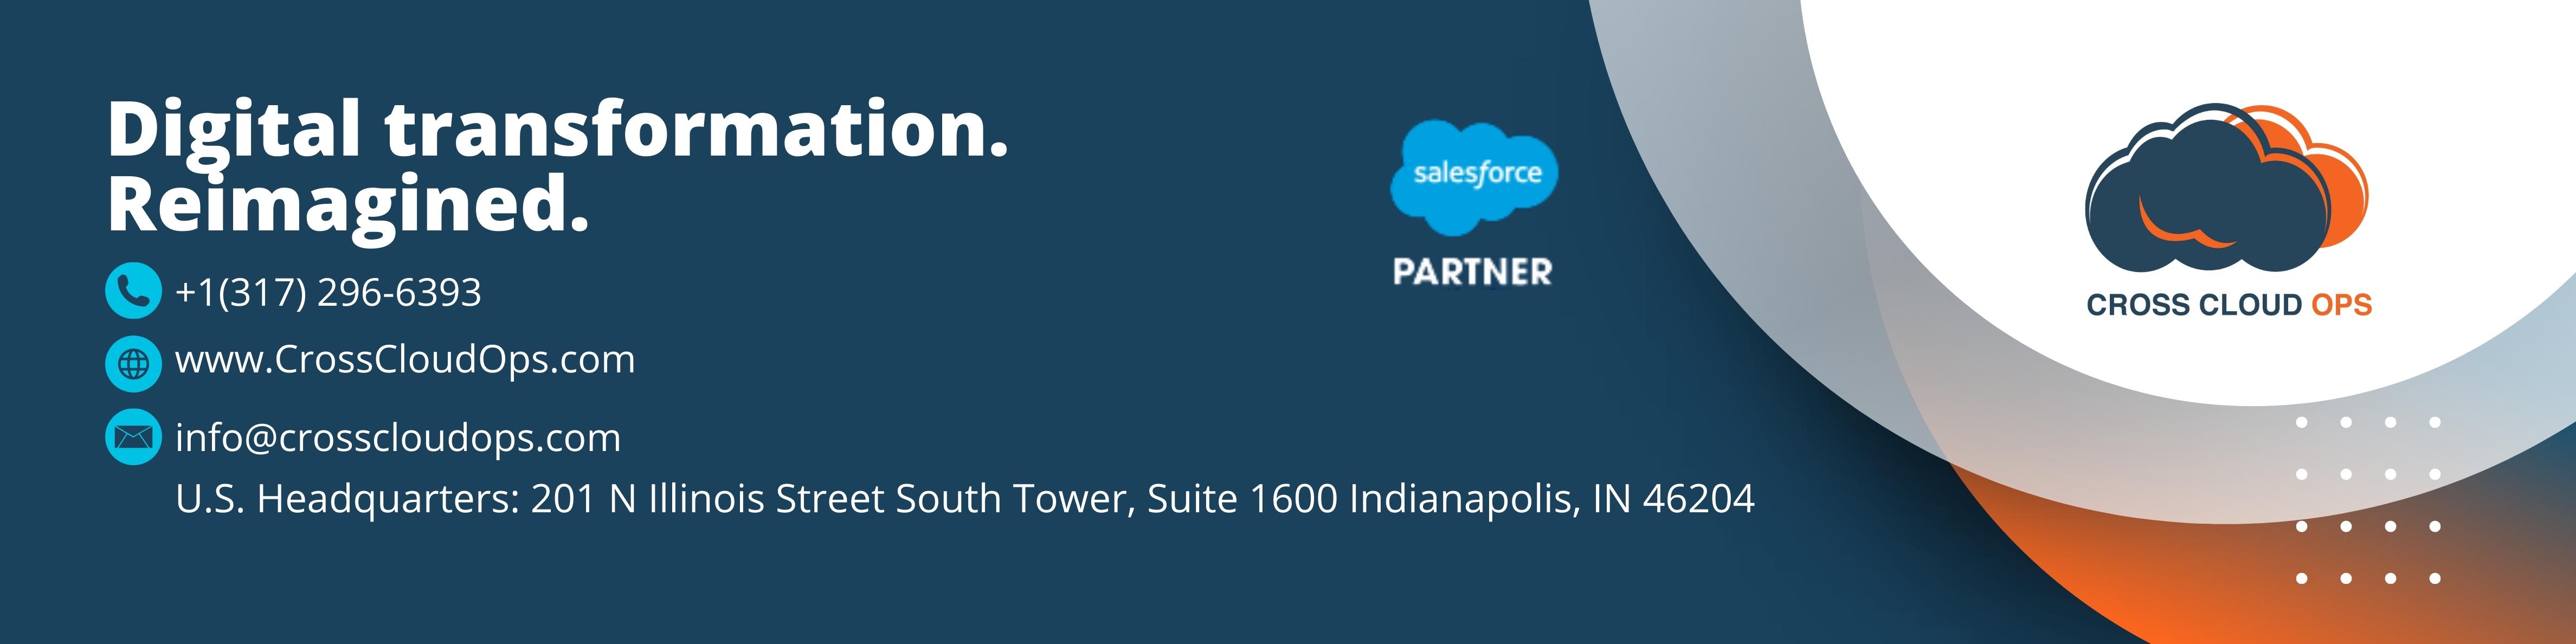 Digital transformation.
Reimagined.
+1(317) 296-6393
www.CrossCloudOps.com
info@crosscloudops.com
U.S. Headquarters: 201 N Illinois Street South Tower, Suite 1600 Indianapolis, IN 46204
salesforce
PARTNER
CROSS CLOUD OPS